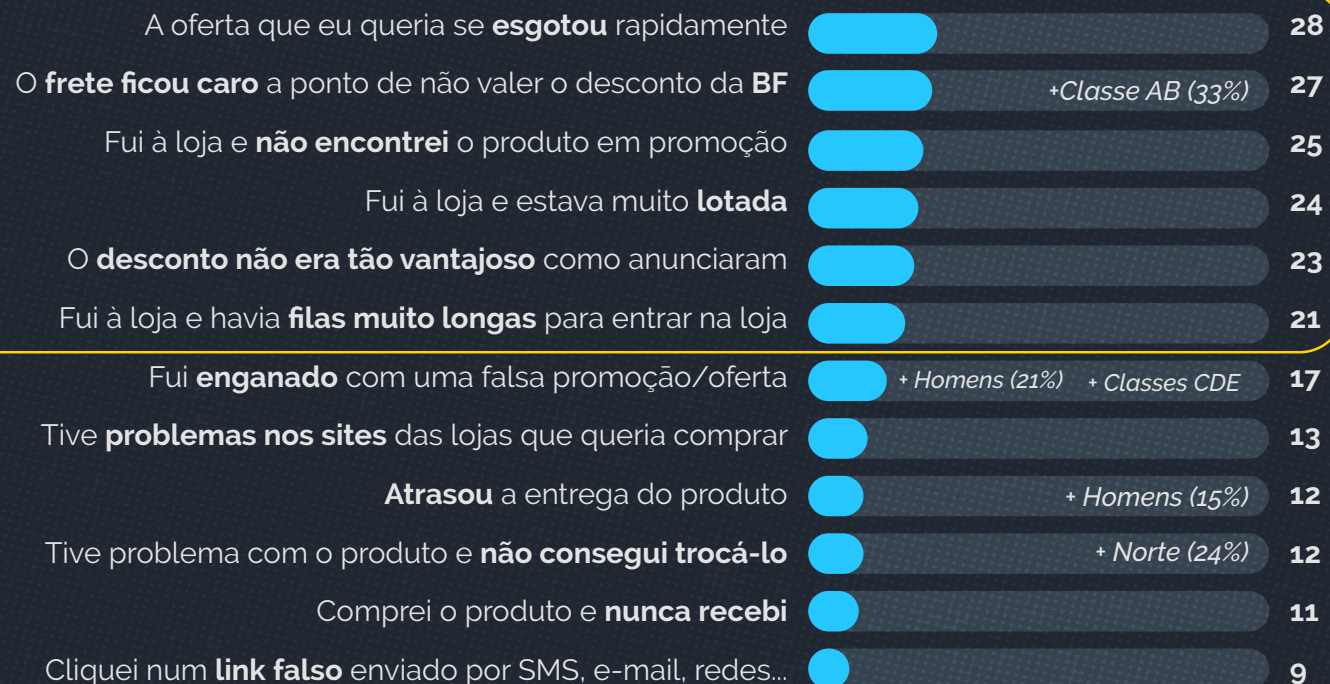 A oferta que eu queria se esgotou rapidamente 28
O frete ficou caro a ponto de não valer o desconto da BF +Classe AB (33%) 27
Fui à loja e não encontrei o produto em promoção 25
Fui à loja e estava muito lotada 24
O desconto não era tão vantajoso como anunciaram 23
Fui à loja e havia filas muito longas para entrar na loja 21
Fui enganado com uma falsa promoção/oferta + Homens (21%) + Classes CDE 17
Tive problemas nos sites das lojas que queria comprar 13
Atrasou a entrega do produto + Homens (15%) 12
Tive problema com o produto e não consegui trocá-lo + Norte (24%) 12
Comprei o produto e nunca recebi 11
Cliquei num link falso enviado por SMS, e-mail, redes... 9